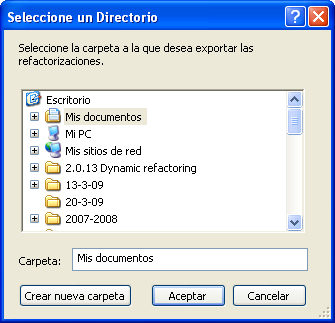 Seleccione un Directorio
Seleccione la carpeta a la que desea exportar las
refactorizaciones.
Escritorio
Mis documentos
Mi PC
Mis sitios de red
2.0.13 Dynamic refactoring
13-3-09
20-3-09
2007-2008
Carpeta:
Mis documentos
Crear nueva carpeta
Aceptar
Cancelar